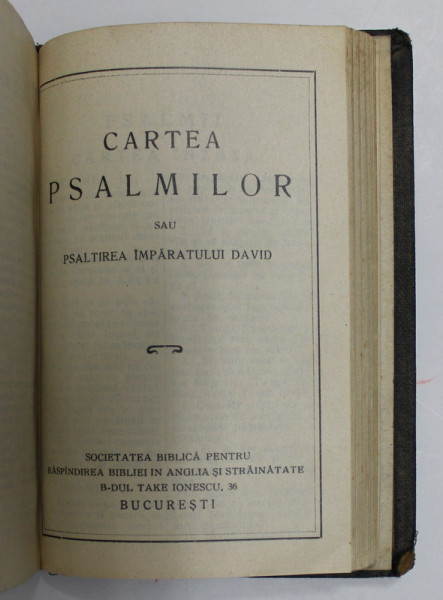 CARTEA
PSALMILOR
SAU
PSALTIREA ÎMPĂRATULUI DAVID
SOCIETATEA BIBLICĂ PENTRU
RĂSPÎNDIREA BIBLIEI IN ANGLIA ŞI STRĂINĂTATE
B-DUL TAKE IONESCU, 36
BUCUREŞTI